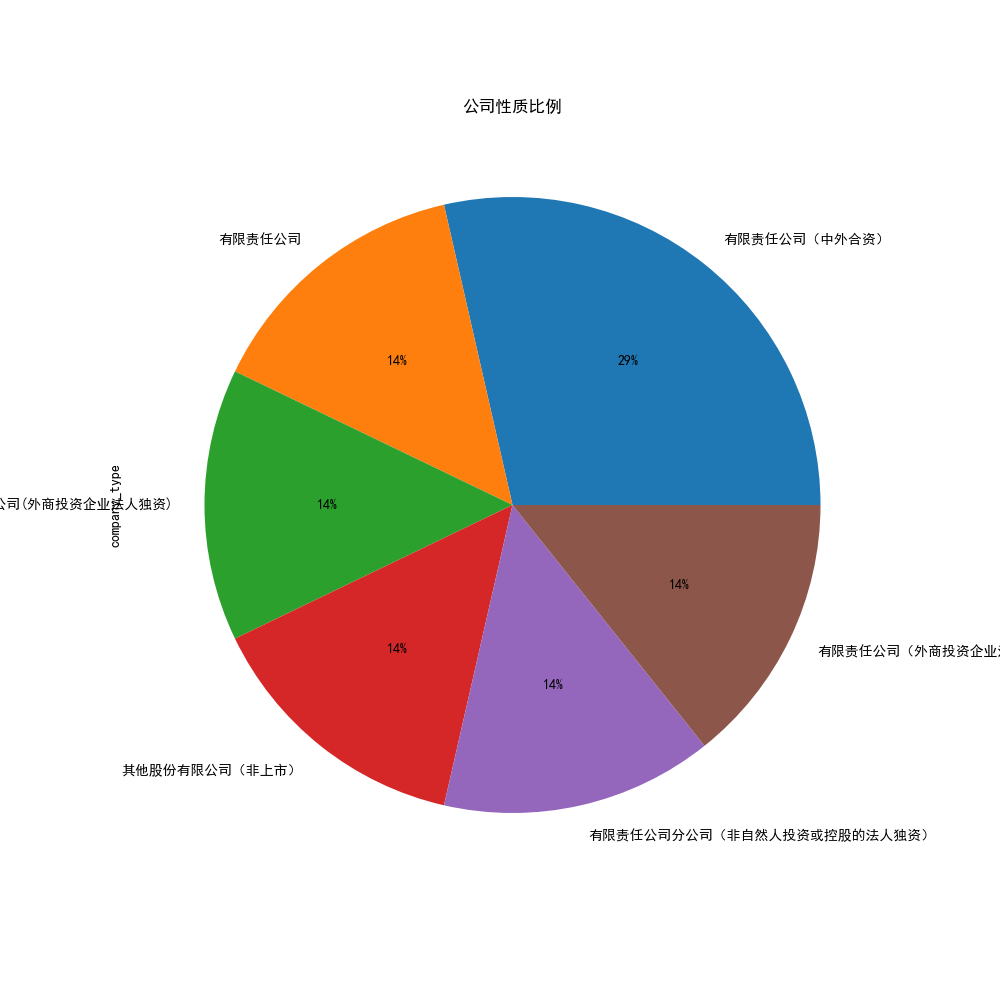 公司性质比例
有限责任公司
有限责任公司（中外合资）
14%
29%
公司(外商投资企业法人独资)
14%
company_type
14%
14%
14%
有限责任公司（外商投资企业
其他股份有限公司（非上市）
有限责任公司分公司（非自然人投资或控股的法人独资）